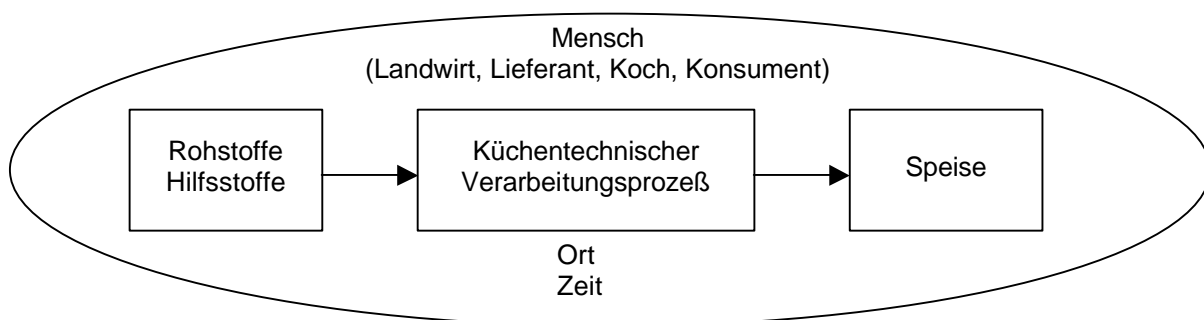 Mensch
(Landwirt, Lieferant, Koch, Konsument)
Rohstoffe
Hilfsstoffe
Küchentechnischer
Verarbeitungsprozeß
Speise
Ort
Zeit